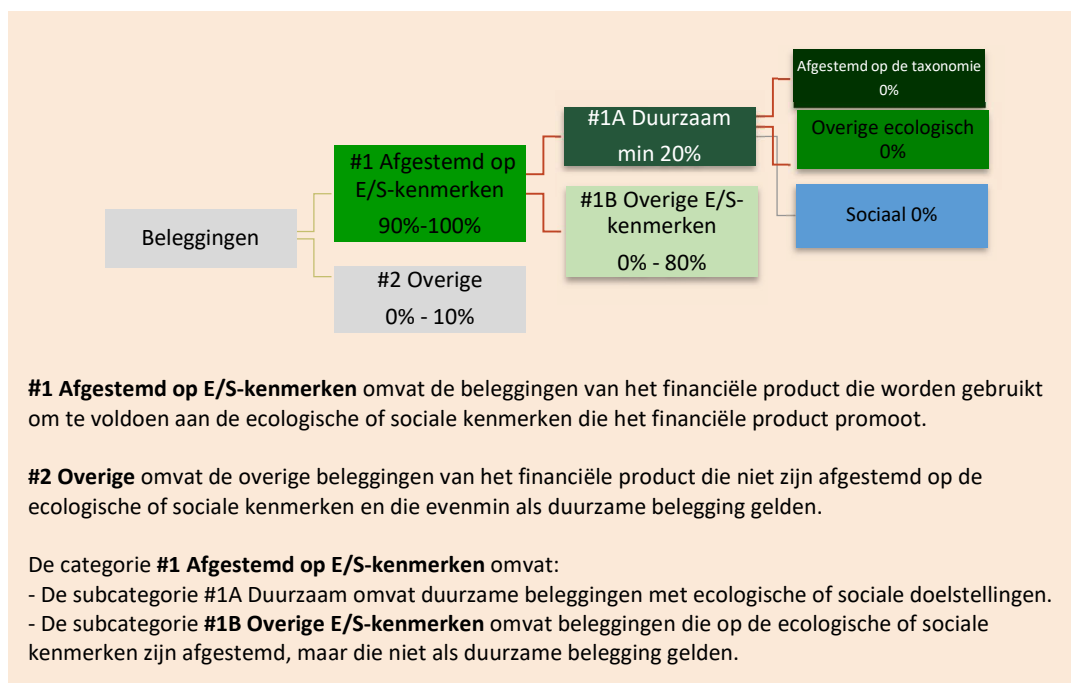 Beleggingen
#1 Afgestemd op
E/S-kenmerken
90%-100%
#2 Overige
0% - 10%
#1A Duurzaam
min 20%
#1B Overige E/S-
kenmerken
0% - 80%
Afgestemd op de taxonomie
0%
Overige ecologisch
0%
Sociaal 0%
#1 Afgestemd op E/S-kenmerken omvat de beleggingen van het financiële product die worden gebruikt
om te voldoen aan de ecologische of sociale kenmerken die het financiële product promoot.
#2 Overige omvat de overige beleggingen van het financiële product die niet zijn afgestemd op de
ecologische of sociale kenmerken en die evenmin als duurzame belegging gelden.
De categorie #1 Afgestemd op E/S-kenmerken omvat:
- De subcategorie #1A Duurzaam omvat duurzame beleggingen met ecologische of sociale doelstellingen.
- De subcategorie #1B Overige E/S-kenmerken omvat beleggingen die op de ecologische of sociale
kenmerken zijn afgestemd, maar die niet als duurzame belegging gelden.